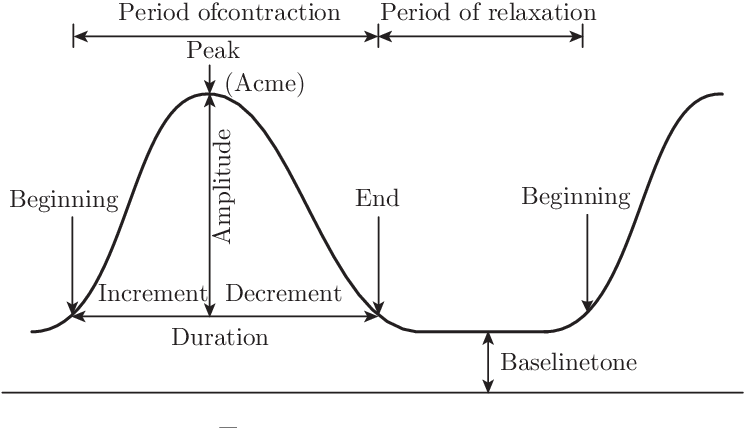 Period ofcontraction
Period of relaxation
Peak
(Acme)
Amplitude
Beginning
End
Beginning
Increment
Decrement
Duration
Baselinetone